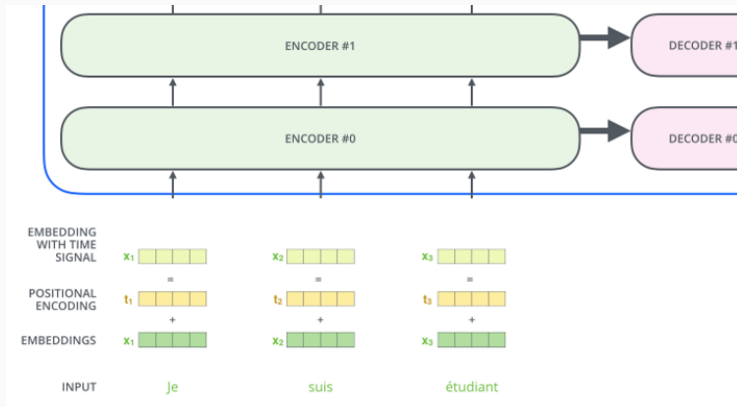 ENCODER #1
DECODER #1
ENCODER #0
DECODER #0
EMBEDDING
WITH TIME
SIGNAL
x₁
x₂
x₃
=
=
=
POSITIONAL
ENCODING
t₁
t₂
t₃
+
+
+
EMBEDDINGS
x₁
x₂
x₃
INPUT
Je
suis
étudiant